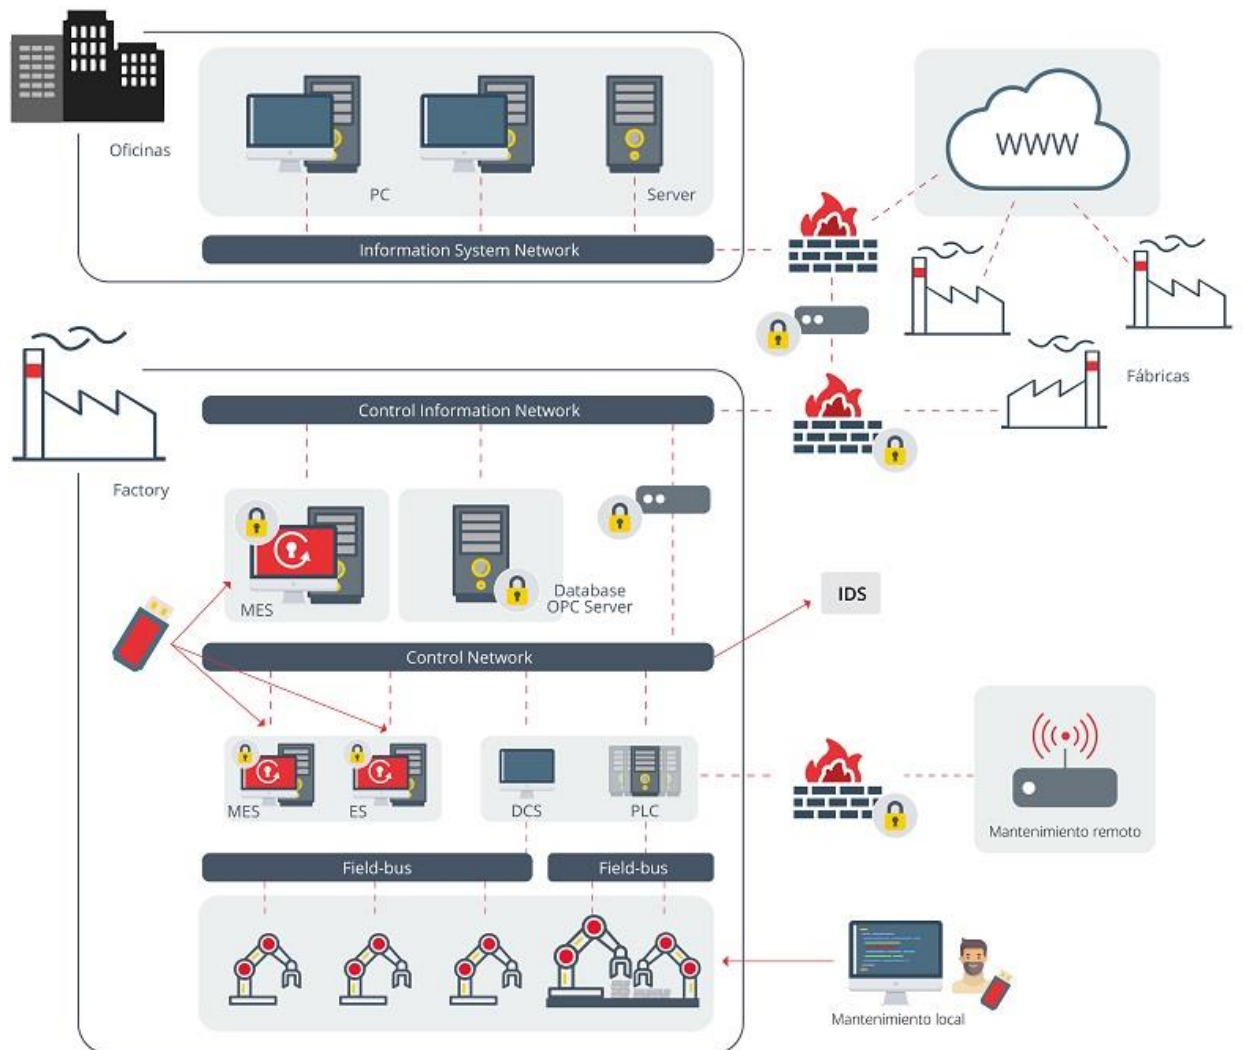 Oficinas
PC
Server
WWW
Information System Network
Fábricas
Control Information Network
Factory
MES
Database
OPC Server
IDS
Control Network
MES
ES
DCS
PLC
Mantenimiento remoto
Field-bus
Field-bus
Mantenimiento local